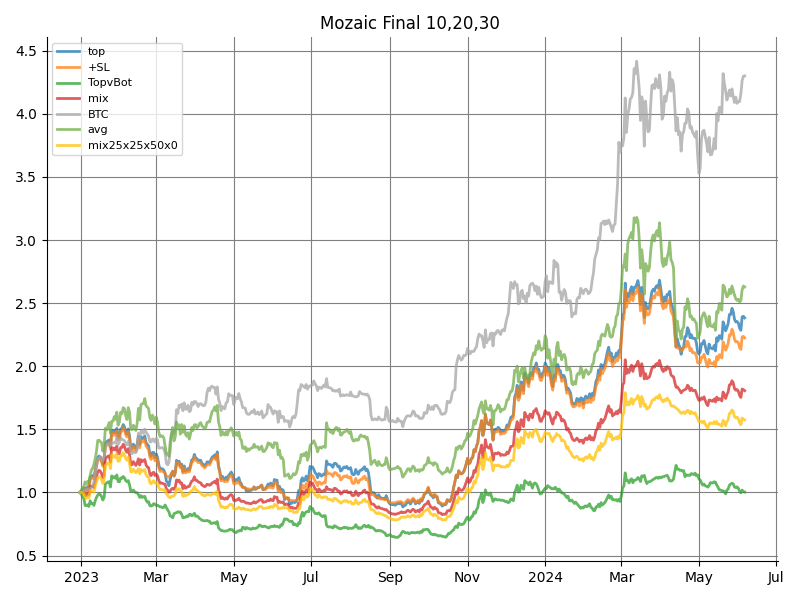 Mozaic Final 10,20,30
4.5
4.0
3.5
3.0
2.5
2.0
1.5
1.0
0.5
top
+SL
TopvBot
mix
BTC
avg
mix25x25x50x0
2023 Mar May Jul Sep Nov 2024 Mar May Jul